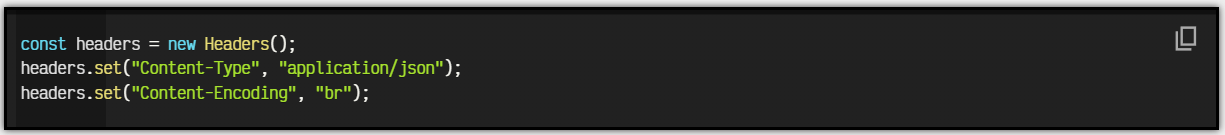 const headers = new Headers();
headers.set("Content-Type", "application/json");
headers.set("Content-Encoding", "br");